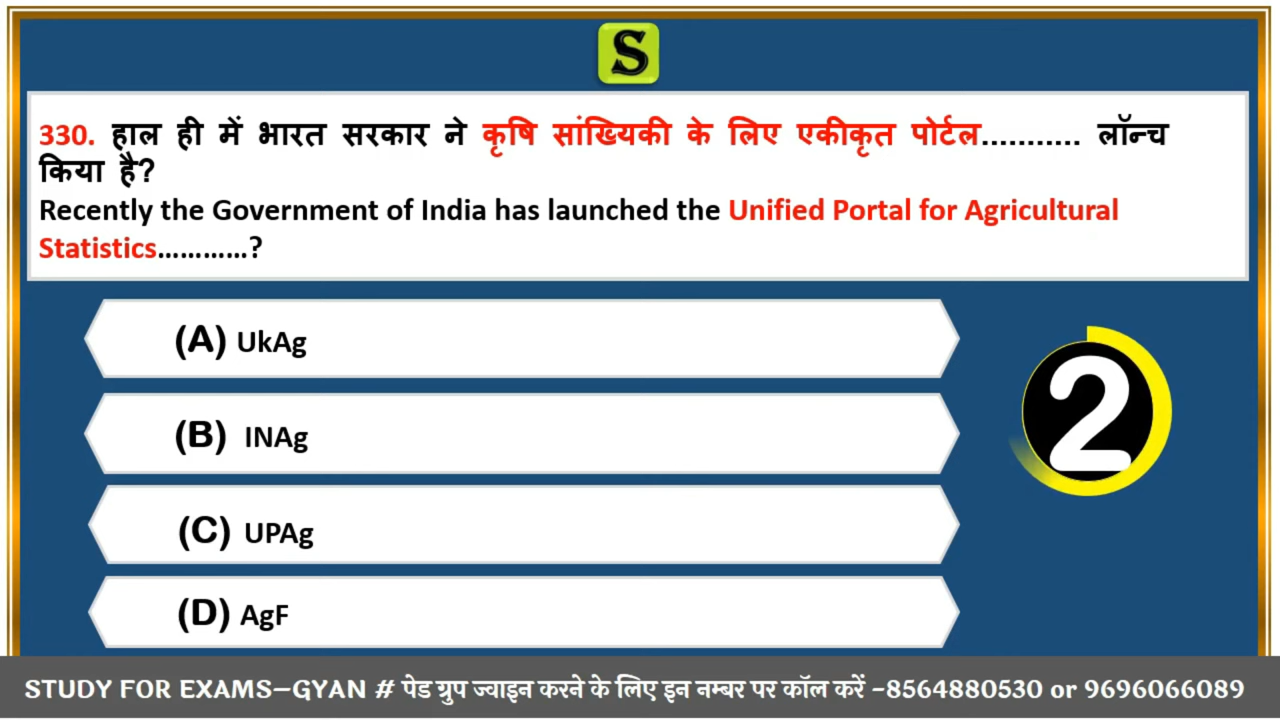 S
330. हाल ही में भारत सरकार ने कृषि सांख्यिकी के लिए एकीकृत पोर्टल........... लॉन्च
किया है?
Recently the Government of India has launched the Unified Portal for Agricultural
Statistics............?
(A) UkAg
(B) INAg
(C) UPAg
(D) AgF
2
STUDY FOR EXAMS-GYAN # पेड ग्रुप ज्वाइन करने के लिए इन नम्बर पर कॉल करें -8564880530 or 9696066089